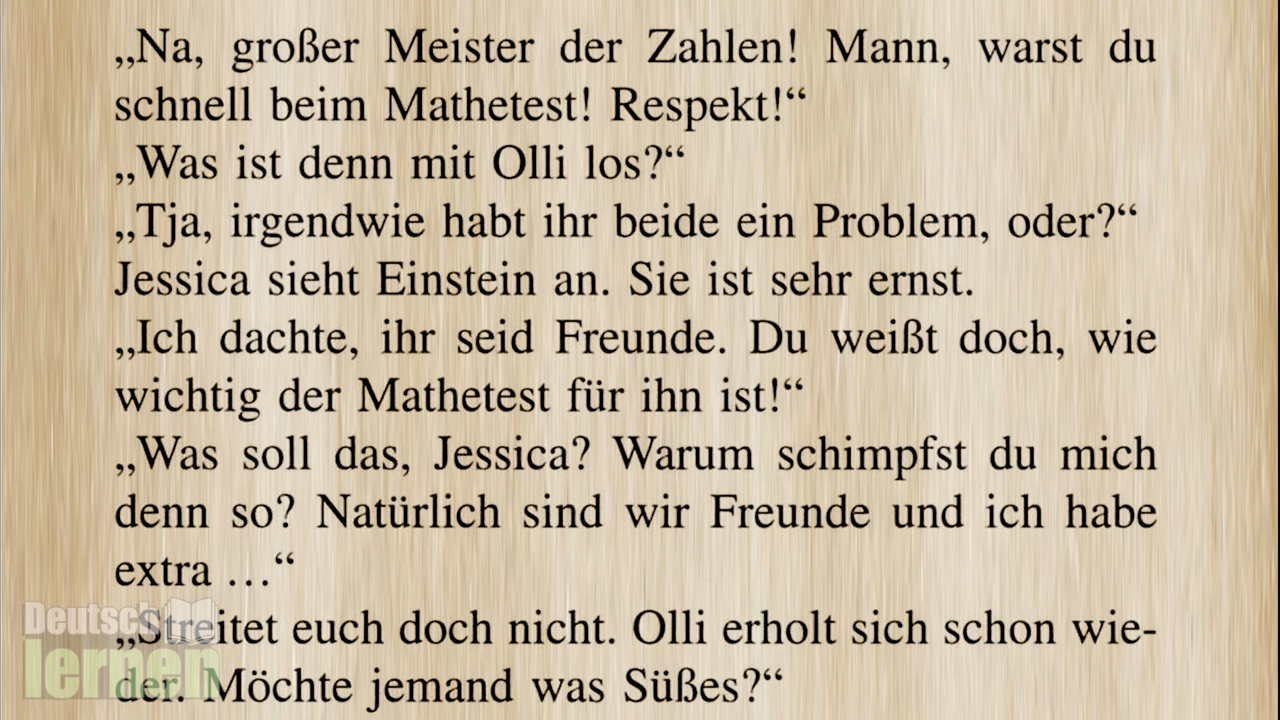 „Na, großer Meister der Zahlen! Mann, warst du
schnell beim Mathetest! Respekt!“
„Was ist denn mit Olli los?“
„Tja, irgendwie habt ihr beide ein Problem, oder?“
Jessica sieht Einstein an. Sie ist sehr ernst.
„Ich dachte, ihr seid Freunde. Du weißt doch, wie
wichtig der Mathetest für ihn ist!“
„Was soll das, Jessica? Warum schimpfst du mich
denn so? Natürlich sind wir Freunde und ich habe
extra …“
„Streitet euch doch nicht. Olli erholt sich schon wie-
der. Möchte jemand was Süßes?“
Deutsch
lernen